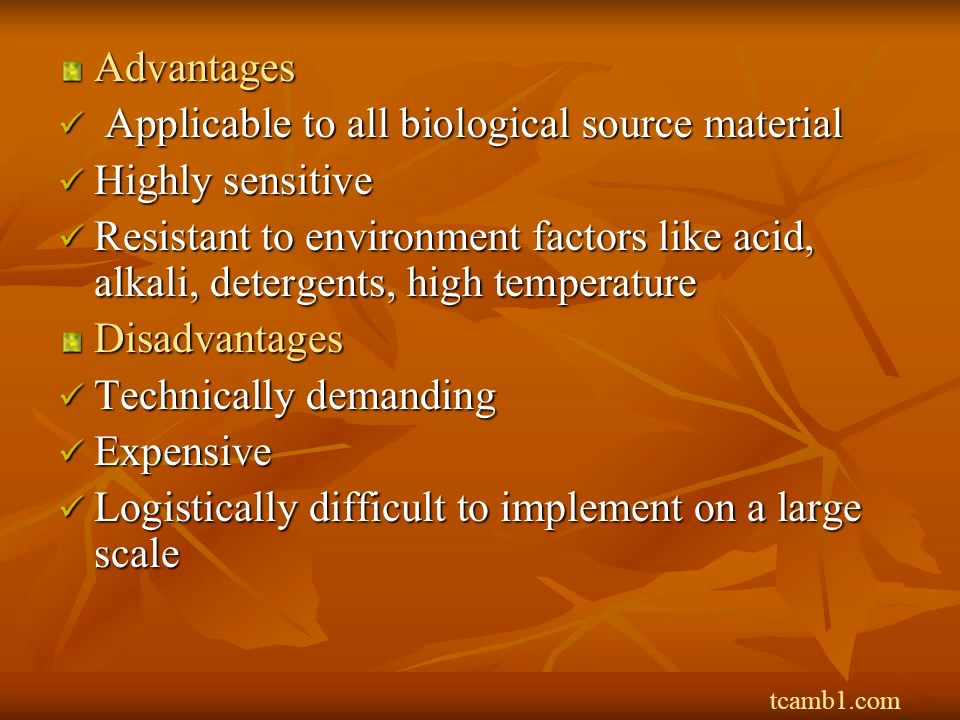 Advantages
Applicable to all biological source material
Highly sensitive
Resistant to environment factors like acid,
alkali, detergents, high temperature
Disadvantages
Technically demanding
Expensive
Logistically difficult to implement on a large
scale
tcamb1.com